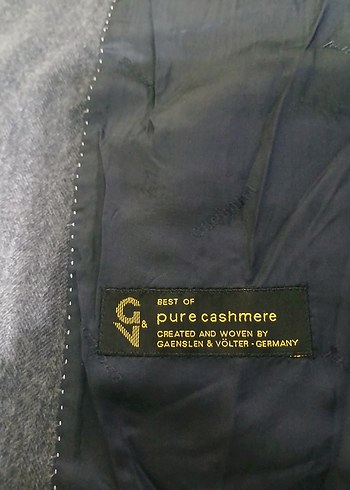 G
&
V
BEST OF
pure cashmere
CREATED AND WOVEN BY
GAENSLEN & VÖLTER - GERMANY